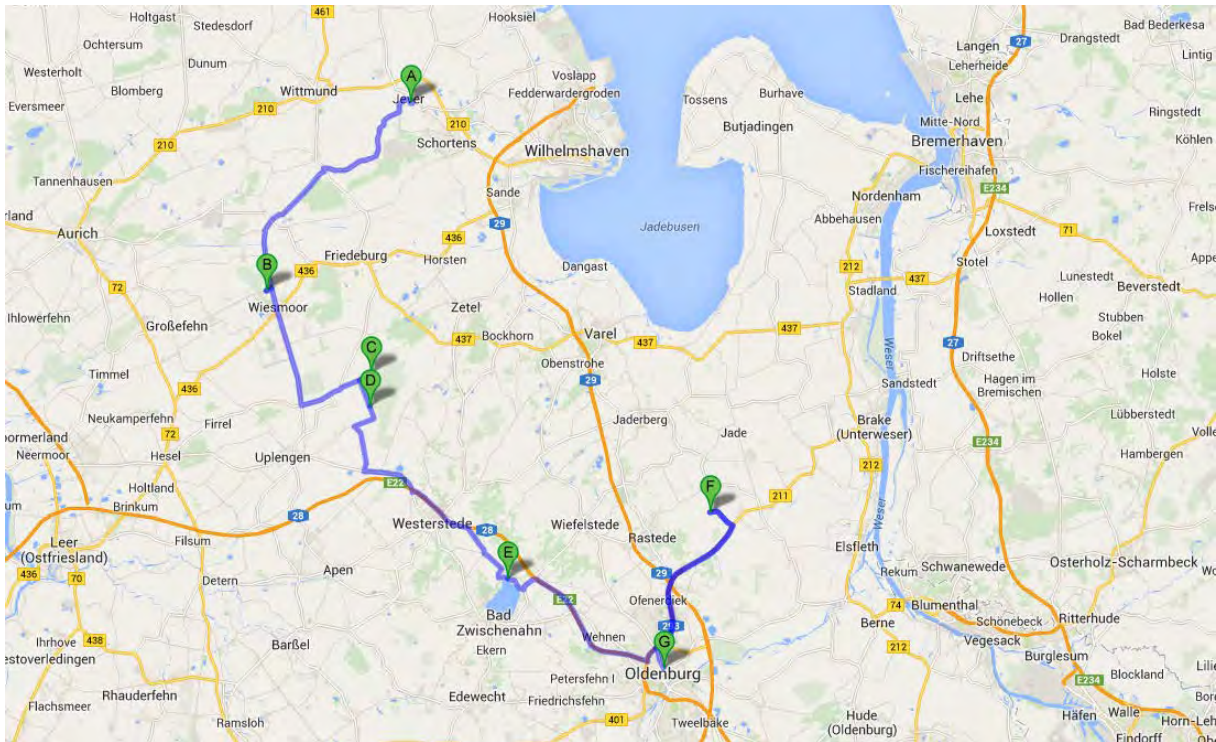 Holtgast
Stedesdorf
461
Hooksiel
Ochtersum
Dunum
Westerholt
Blomberg
Eversmeer
Wittmund
210
A
Jever
210
Schortens
Voslapp
Fedderwardergroden
Wilhelmshaven
Tossens
Burhave
Butjadingen
Langen
Leherheide
27
Bad Bederkesa
Drangstedt
Lintig
Lehe
Ringstedt
Mitte-Nord
Bremerhaven
Köhlen
Fischereihafen
E234
210
Tannenhausen
Sande
Nordenham
Abbehausen
Loxstedt
71
Aurich
29
Jadebusen
436
Friedeburg
Horsten
Dangast
212
Stadland
437
Stotel
Lunestedt
Beverstedt
Hollen
B
436
Wiesmoor
72
Ihlowerfehn
Großefehn
Zetel
437
Bockhorn
Varel
437
437
Stubben
Bokel
27
Obenstrohe
C
Timmel
D
29
Weser
Driftsethe
Sandstedt
Hagen im
Bremischen
Holste
436
Neukamperfehn
Firrel
Jaderberg
Jade
Brake
(Unterweser)
Lübberstedt
Neermoor
72
Hesel
Uplengen
E234
Hambergen
212
Holtland
Brinkum
E22
F
211
28
Westerstede
28
Wiefelstede
Rastede
Weser
Leer
(Ostfriesland)
Filsum
E
29
Elsfleth
Osterholz-Scharmbeck
436
70
Detern
Apen
Schwanewede
Rekum
E22
Ofenerdiek
Bad
Zwischenahn
293
74
Blumenthal
Schönebeck
Ritterhude
Berne
Vegesack
Ihrhove
438
Barßel
Wehnen
G
Ekern
Oldenburg
Burglesum
Petersfehn I
Blockland
E234
Rhauderfehn
Edewecht
Friedrichsfehn
Flachsmeer
Ramsloh
401
Tweelbake
Hude
(Oldenburg)
Häfen
Walle
Gröpelingen